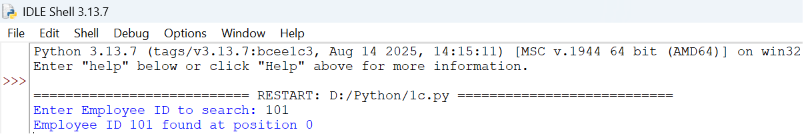 IDLE Shell 3.13.7
File Edit Shell Debug Options Window Help
Python 3.13.7 (tags/v3.13.7:bcee1c3, Aug 14 2025, 14:15:11) [MSC v.1944 64 bit (AMD64)] on win32
Enter "help" below or click "Help" above for more information.
>>>
========================== RESTART: D:/Python/1c.py ==========================
Enter Employee ID to search: 101
Employee ID 101 found at position 0